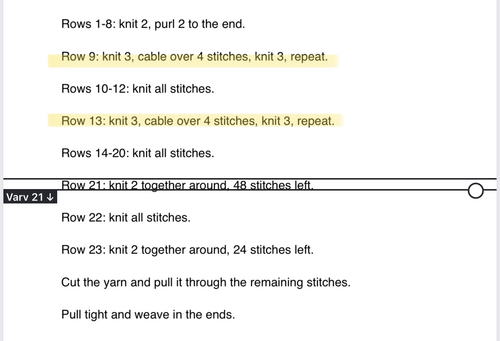 Rows 1-8: knit 2, purl 2 to the end.
Row 9: knit 3, cable over 4 stitches, knit 3, repeat.
Rows 10-12: knit all stitches.
Row 13: knit 3, cable over 4 stitches, knit 3, repeat.
Rows 14-20: knit all stitches.
Row 21: knit 2 together around, 48 stitches left.
Varv 21 ↓
Row 22: knit all stitches.
Row 23: knit 2 together around, 24 stitches left.
Cut the yarn and pull it through the remaining stitches.
Pull tight and weave in the ends.